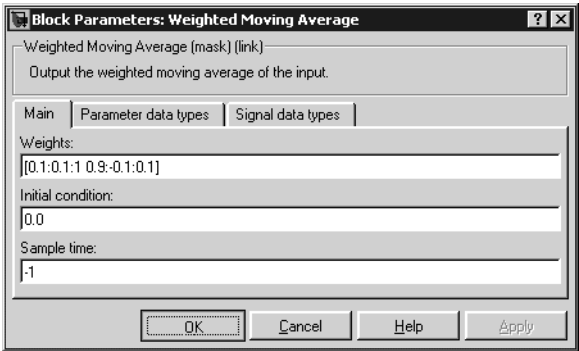 Block Parameters: Weighted Moving Average
Weighted Moving Average (mask) (link)
Output the weighted moving average of the input.
Main Parameter data types Signal data types
Weights:
[0.1:0.1:1 0.9:-0.1:0.1]
Initial condition:
0.0
Sample time:
-1
OK Cancel Help Apply